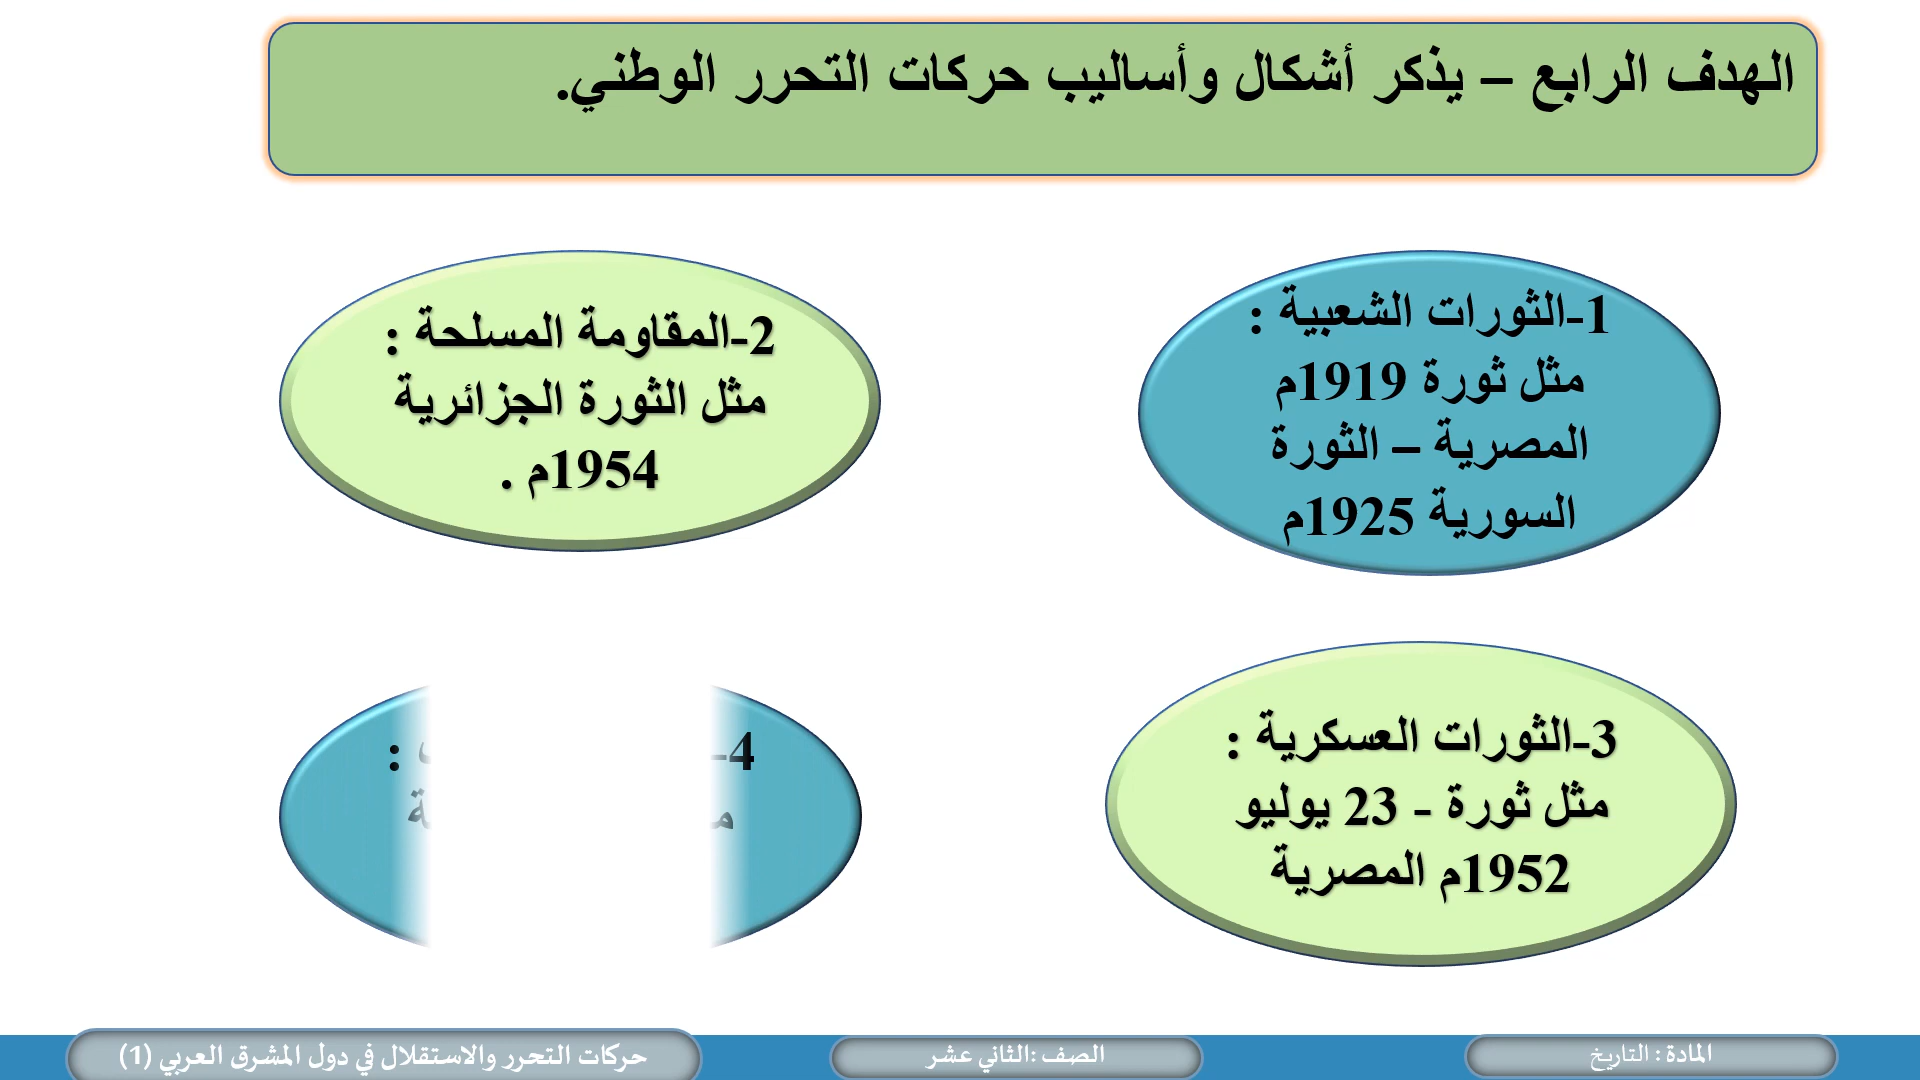 الهدف الرابع – يذكر أشكال وأساليب حركات التحرر الوطني.
1-الثورات الشعبية :
مثل ثورة 1919م
المصرية – الثورة
السورية 1925م
2-المقاومة المسلحة :
مثل الثورة الجزائرية
1954م .
3-الثورات العسكرية :
مثل ثورة - 23 يوليو
1952م المصرية
4- :
المادة : التاريخ
الصف :الثاني عشر
حركات التحرر والاستقلال في دول المشرق العربي (1)